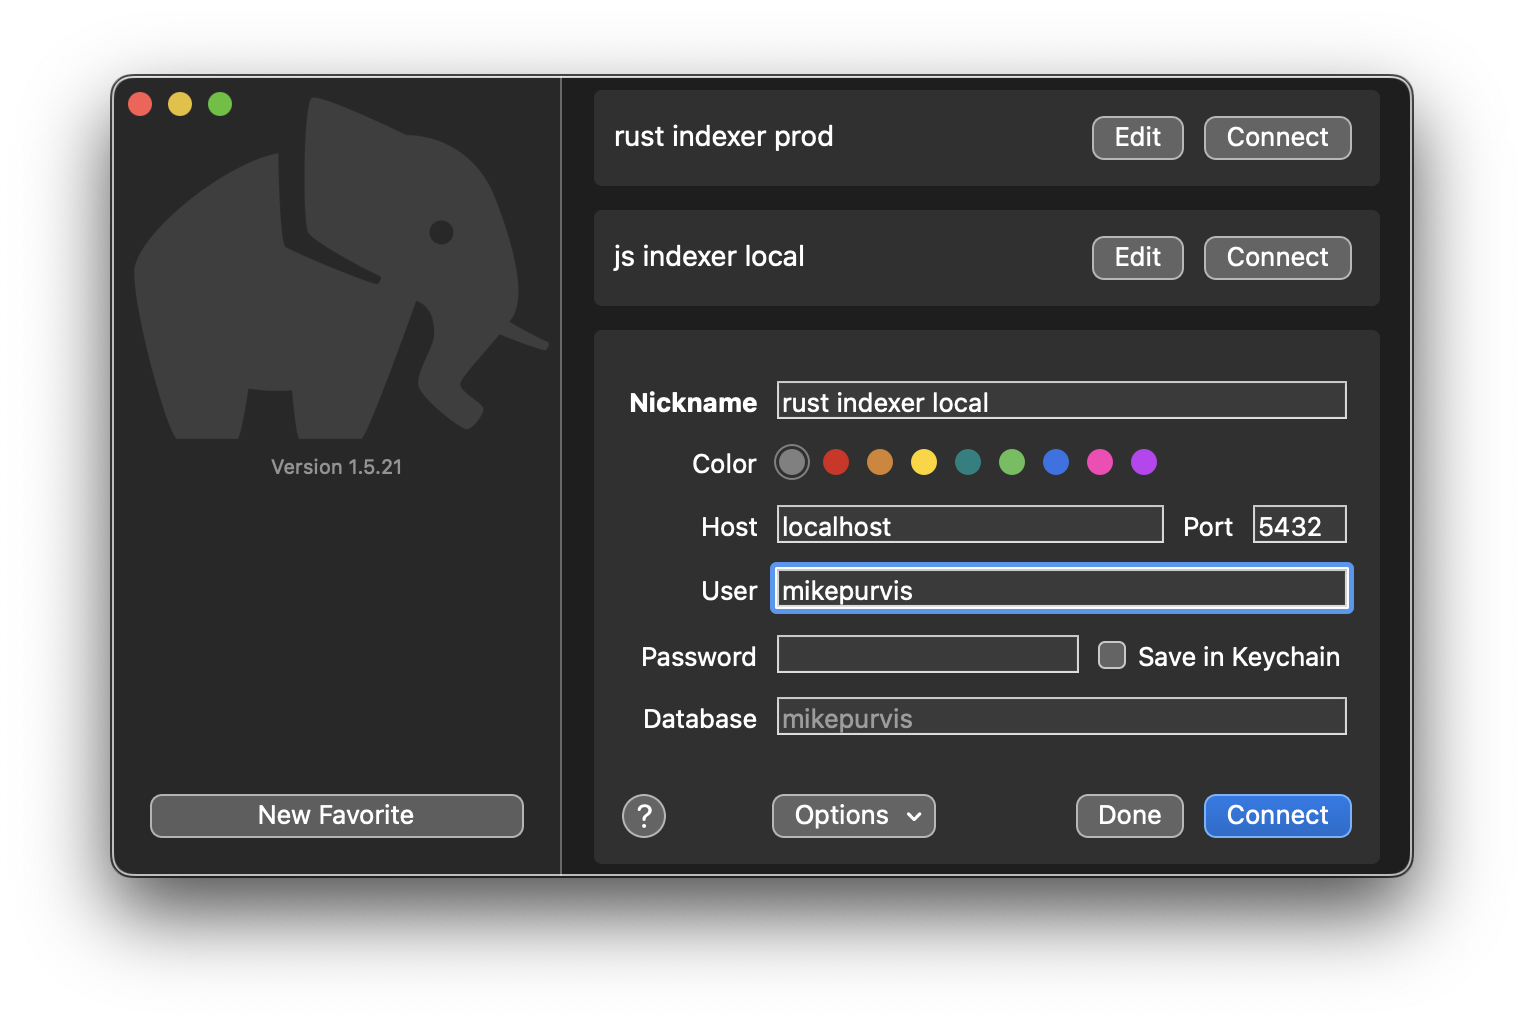 Version 1.5.21
New Favorite
rust indexer prod Edit Connect
js indexer local Edit Connect
Nickname rust indexer local
Color
Host localhost Port 5432
User mikepurvis
Password Save in Keychain
Database mikepurvis
? Options Done Connect